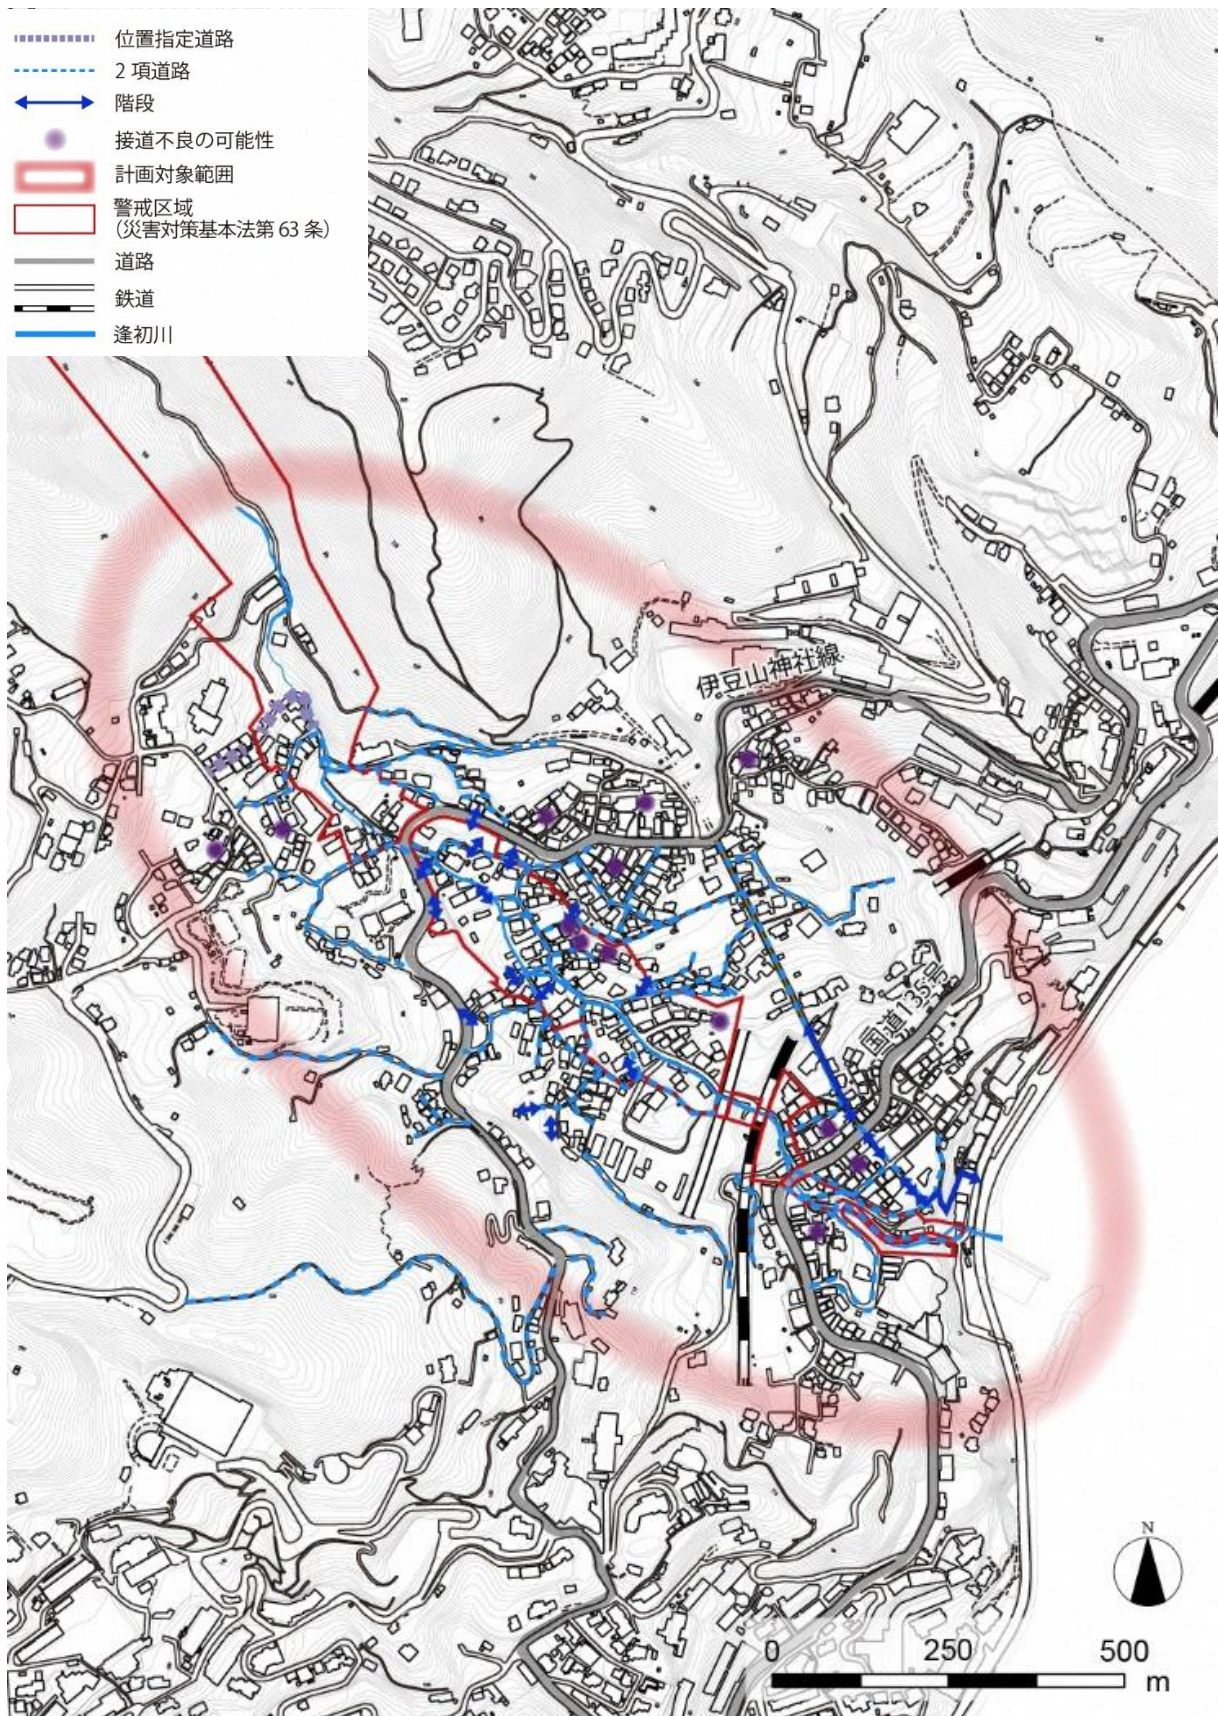 位置指定道路
2 項道路
階段
接道不良の可能性
計画対象範囲
警戒区域
（災害対策基本法第 63 条）
道路
鉄道
逢初川
伊豆山神社線
国道 135 号
N
0 250 500
m